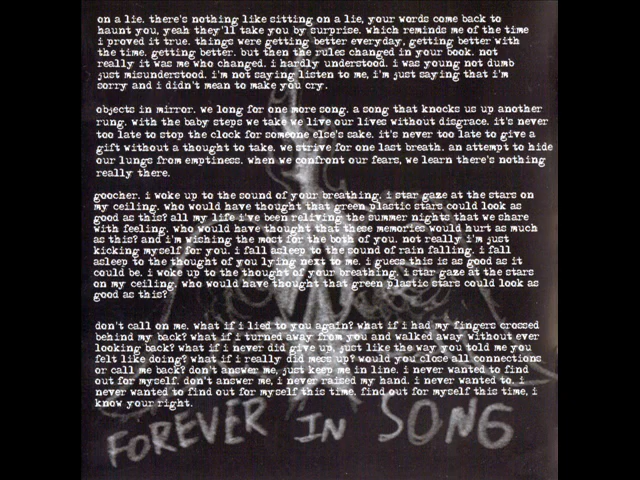 on a lie. there's nothing like sitting on a lie, your words come back to
haunt you, yeah they'll take you by surprise. which reminds me of the time
i proved it true. things were getting better everyday, getting better with
the time. getting better. but then the rules changed in your book. not
really it was me who changed. i hardly understood. i was young not dumb
just misunderstood. i'm not saying listen to me, i'm just saying that i'm
sorry and i didn't mean to make you cry.
objects in mirror. we long for one more song. a song that knocks us up another
rung. with the baby steps we take we live our lives without disgrace. it's never
too late to stop the clock for someone else's sake. it's never too late to give a
gift without a thought to take. we strive for one last breath. an attempt to hide
our lungs from emptiness. when we confront our fears, we learn there's nothing
really there.
goocher. i woke up to the sound of your breathing. i star gaze at the stars on
my ceiling. who would have thought that green plastic stars could look as
good as this? all my life i've been reliving the summer nights that we share
with feeling. who would have thought that these memories would hurt as much
as this? and i'm wishing the most for the both of you. not really i'm just
kicking myself for you. i fall asleep to the sound of rain falling. i fall
asleep to the thought of you lying next to me. i guess this is as good as it
could be. i woke up to the thought of your breathing. i star gaze at the stars
on my ceiling. who would have thought that green plastic stars could look as
good as this?
don't call on me. what if i lied to you again? what if i had my fingers crossed
behind my back? what if i turned away from you and walked away without ever
looking back? what if i never did give up, just like the way you told me you
felt like doing? what if i really did mess up? would you close all connections
or call me back? don't answer me, just keep me in line. i never wanted to find
out for myself. don't answer me, i never raised my hand. i never wanted to. i
never wanted to find out for myself this time. find out for myself this time, i
know your right.
FOREVER IN SONG